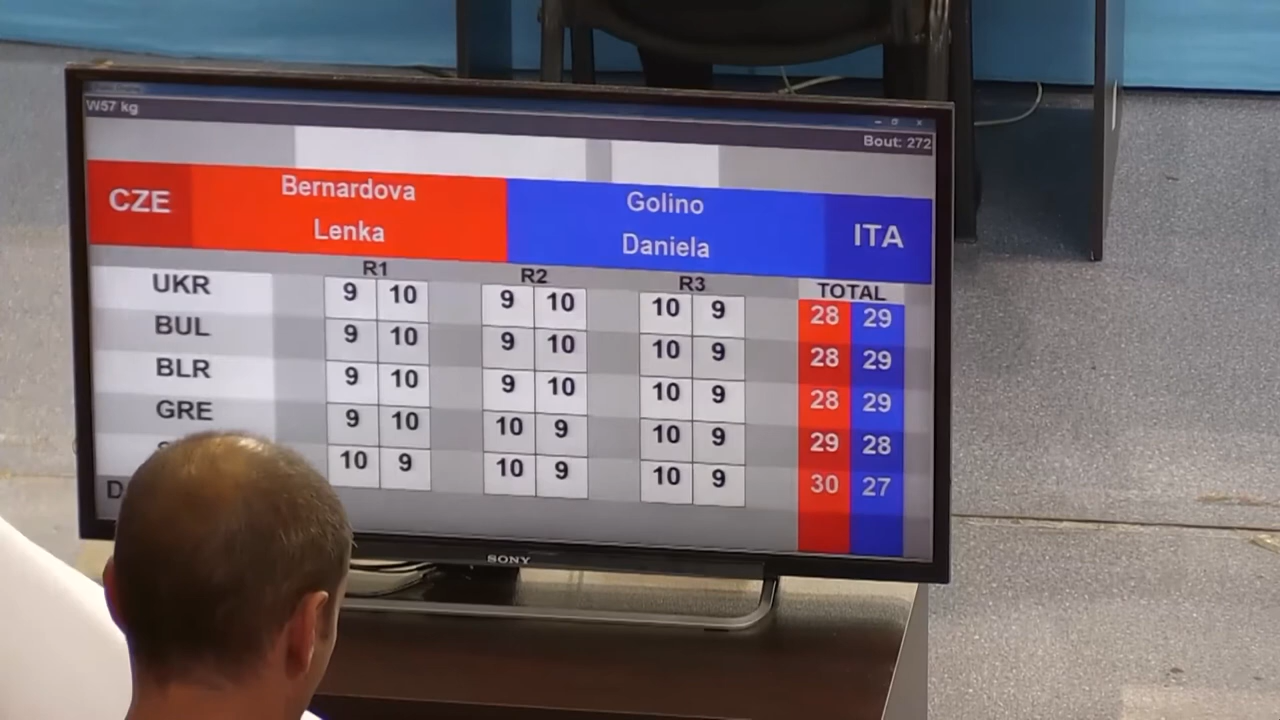 W57 kg
Bout: 272
CZE Bernardova Lenka Golino Daniela ITA
R1 R2 R3 TOTAL
UKR 9 10 9 10 10 9 28 29
BUL 9 10 9 10 10 9 28 29
BLR 9 10 9 10 10 9 28 29
GRE 9 10 10 9 10 9 29 28
10 9 10 9 10 9 30 27
SONY